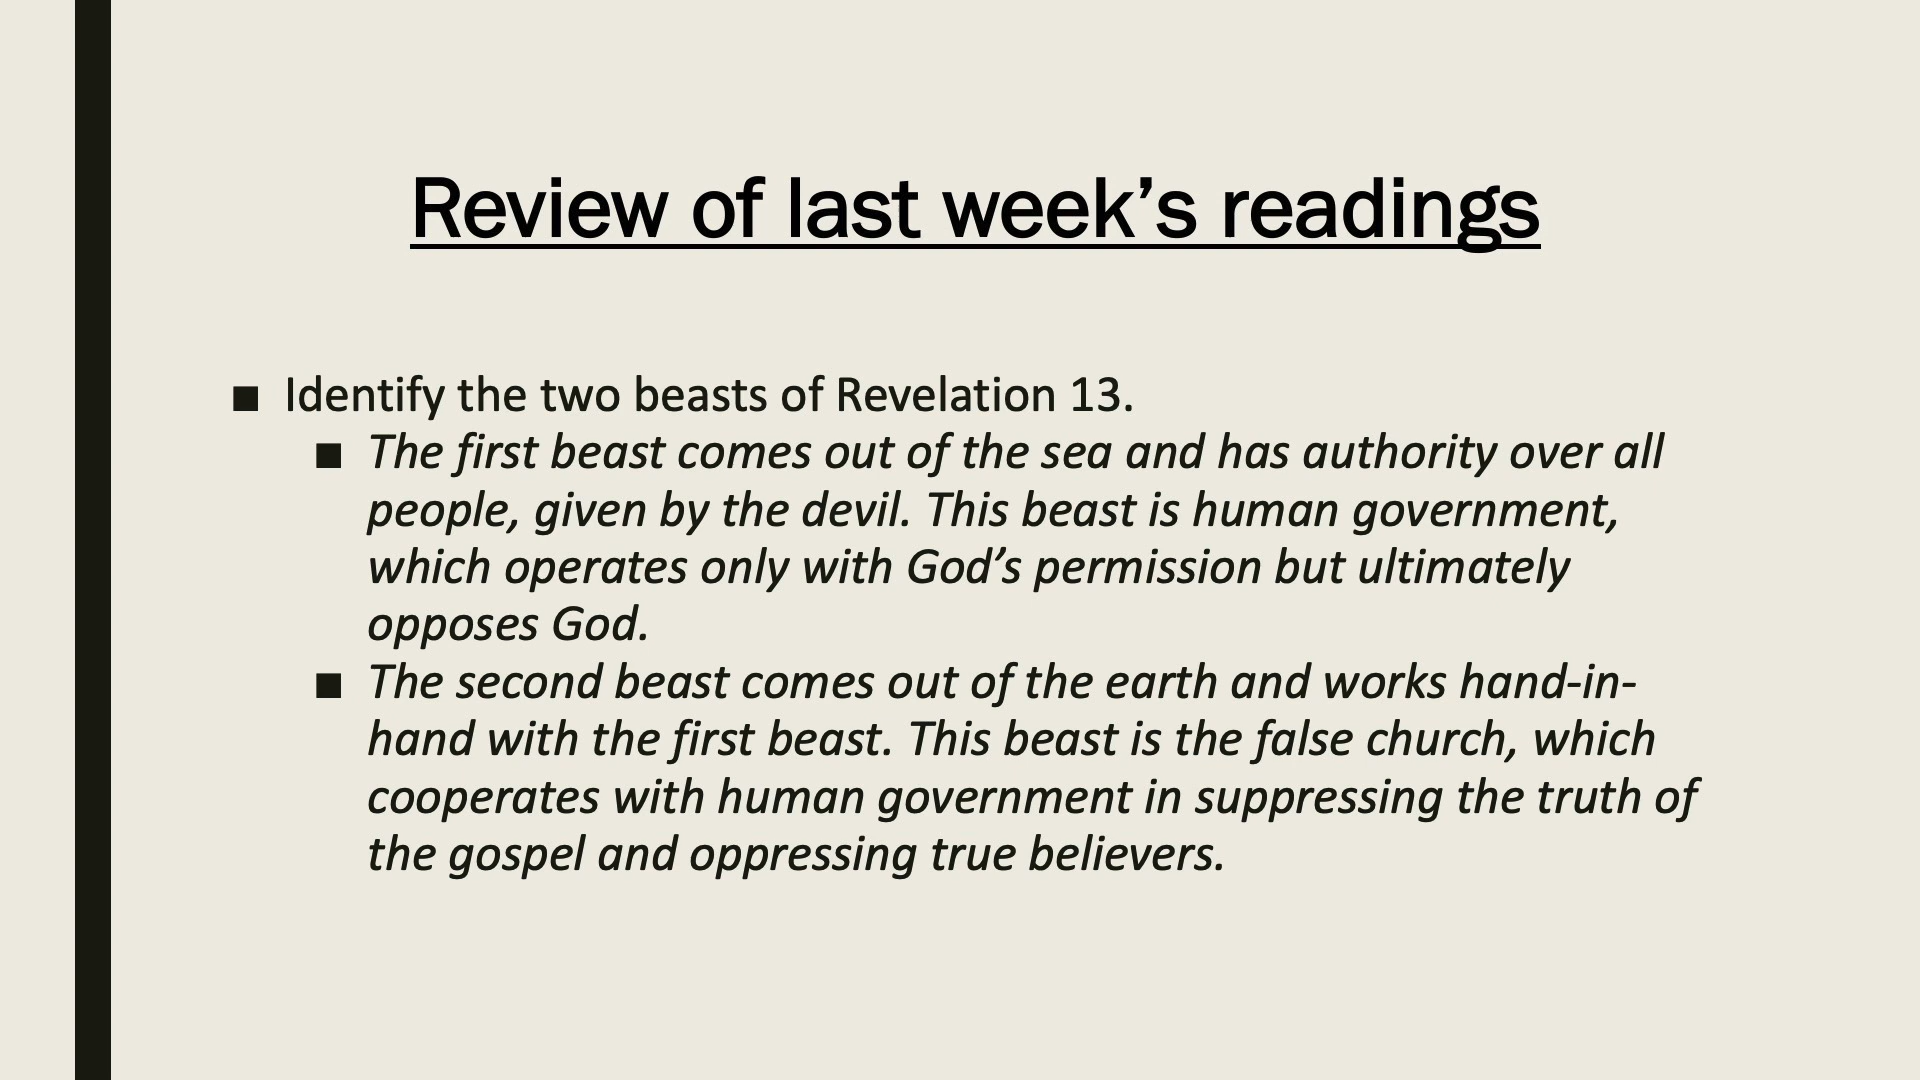 Review of last week’s readings
■ Identify the two beasts of Revelation 13.
■ The first beast comes out of the sea and has authority over all
people, given by the devil. This beast is human government,
which operates only with God’s permission but ultimately
opposes God.
■ The second beast comes out of the earth and works hand-in-
hand with the first beast. This beast is the false church, which
cooperates with human government in suppressing the truth of
the gospel and oppressing true believers.